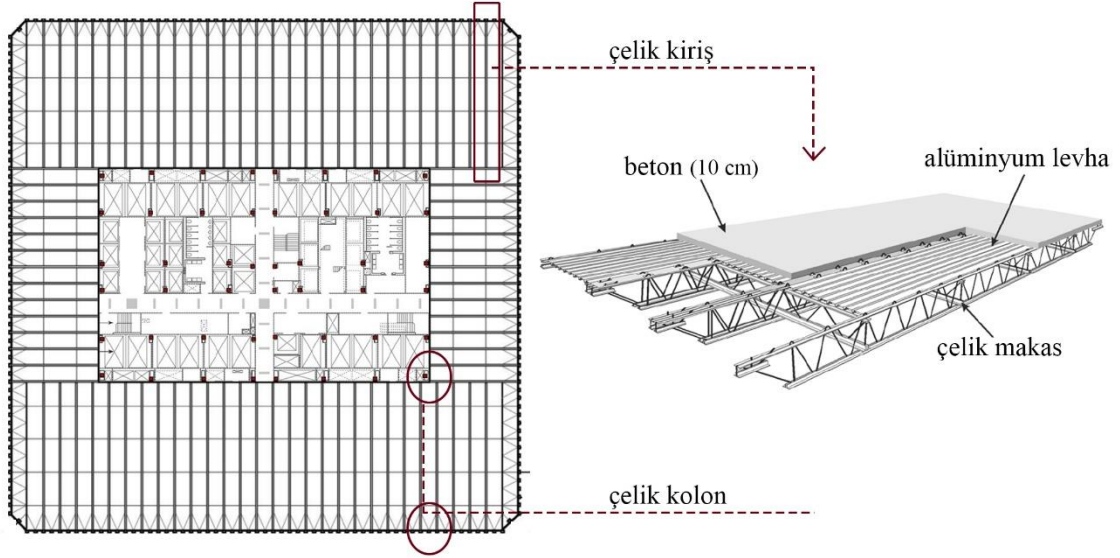 çelik kiriş
beton (10 cm)
alüminyum levha
çelik makas
çelik kolon